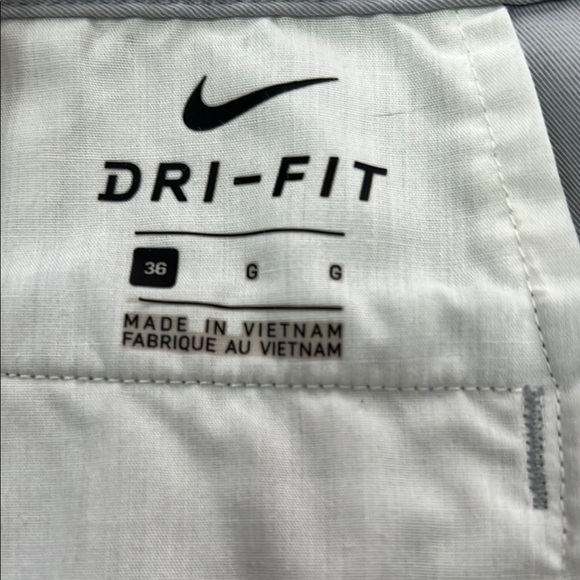 DRI-FIT
36 G G
MADE IN VIETNAM
FABRIQUE AU VIETNAM